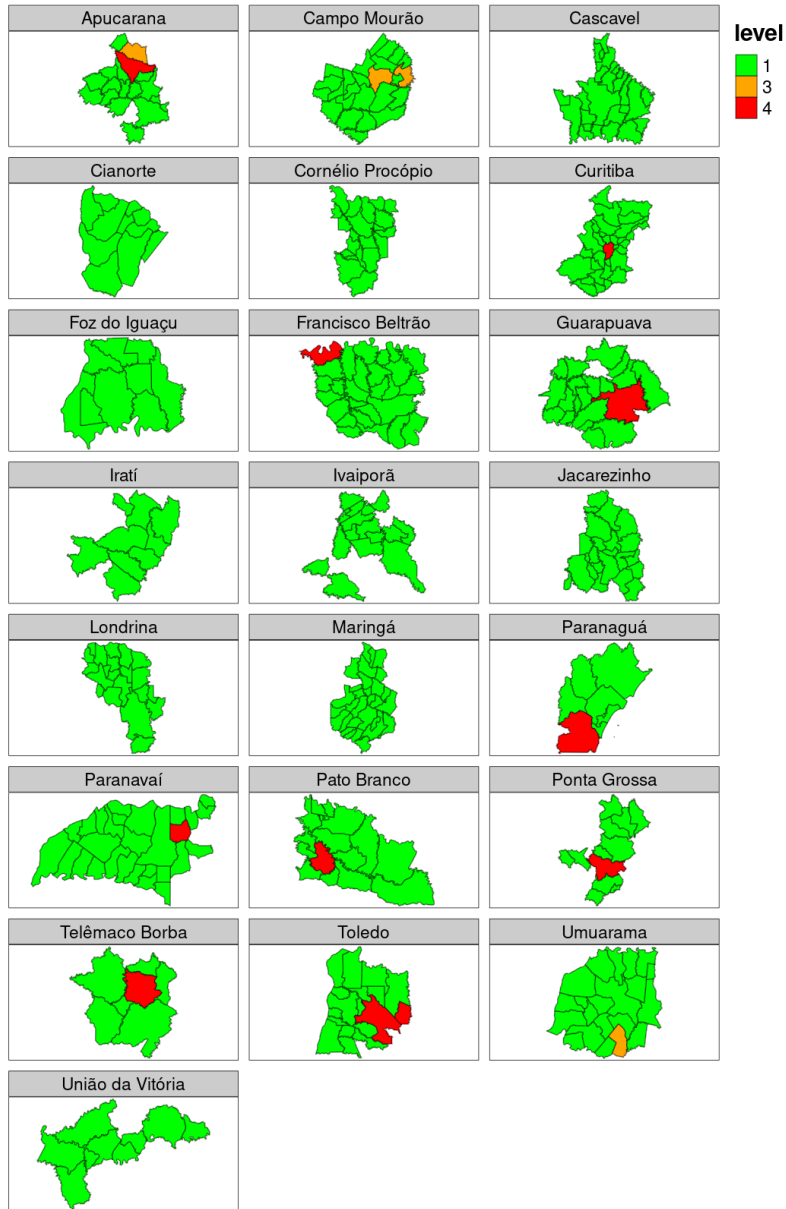 Apucarana
Campo Mourão
Cascavel
level
1
3
4
Cianorte
Cornélio Procópio
Curitiba
Foz do Iguaçu
Francisco Beltrão
Guarapuava
Iratí
Ivaiporã
Jacarezinho
Londrina
Maringá
Paranaguá
Paranavaí
Pato Branco
Ponta Grossa
Telêmaco Borba
Toledo
Umuarama
União da Vitória